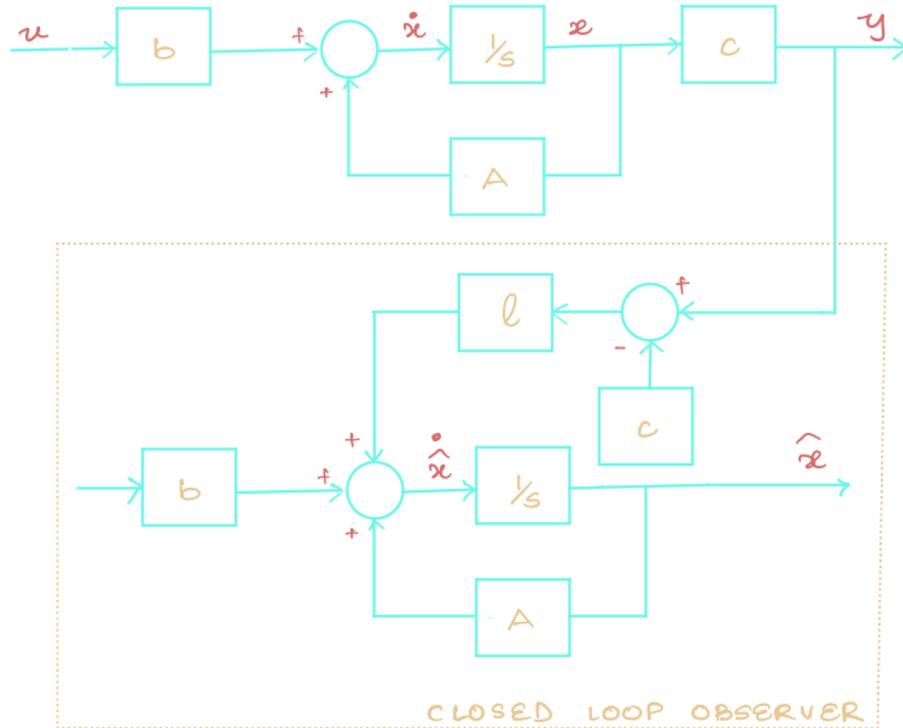 u b + ẋ 1/s x c y
+
A
l +
-
c
+ x̂̇ x̂
b + 1/s
+
A
CLOSED LOOP OBSERVER